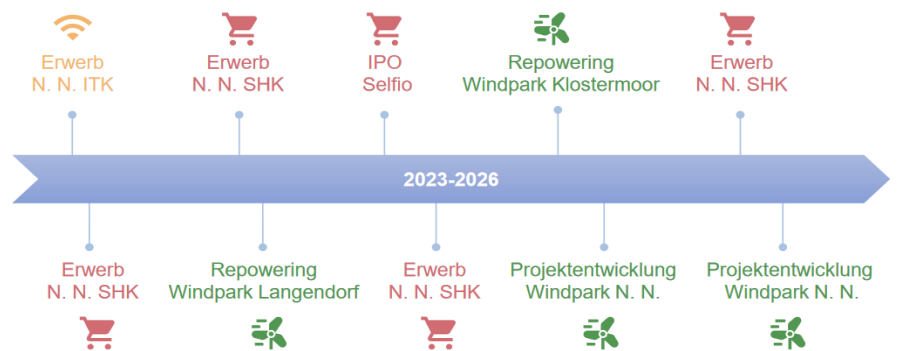 Erwerb
N. N. ITK
Erwerb
N. N. SHK
IPO
Selfio
Repowering
Windpark Klostermoor
Erwerb
N. N. SHK
2023-2026
Erwerb
N. N. SHK
Repowering
Windpark Langendorf
Erwerb
N. N. SHK
Projektentwicklung
Windpark N. N.
Projektentwicklung
Windpark N. N.